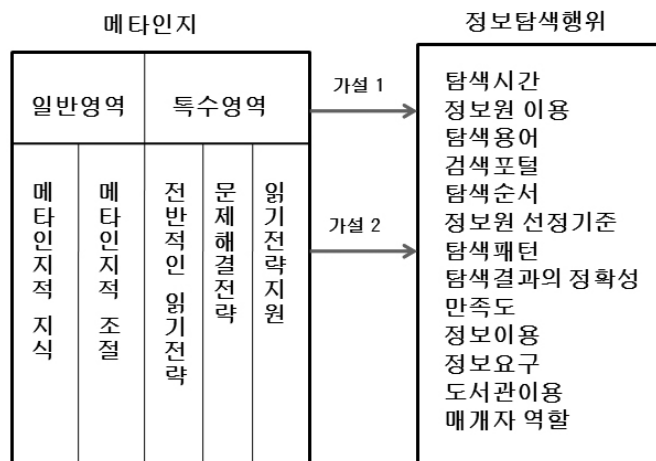 메타인지
정보탐색행위
일반영역
특수영역
메타인지적 지식
메타인지적 조절
전반적인 읽기전략
문제해결전략
읽기전략지원
가설 1
가설 2
탐색시간
정보원 이용
탐색용어
검색포털
탐색순서
정보원 선정기준
탐색패턴
탐색결과의 정확성
만족도
정보이용
정보요구
도서관이용
매개자 역할